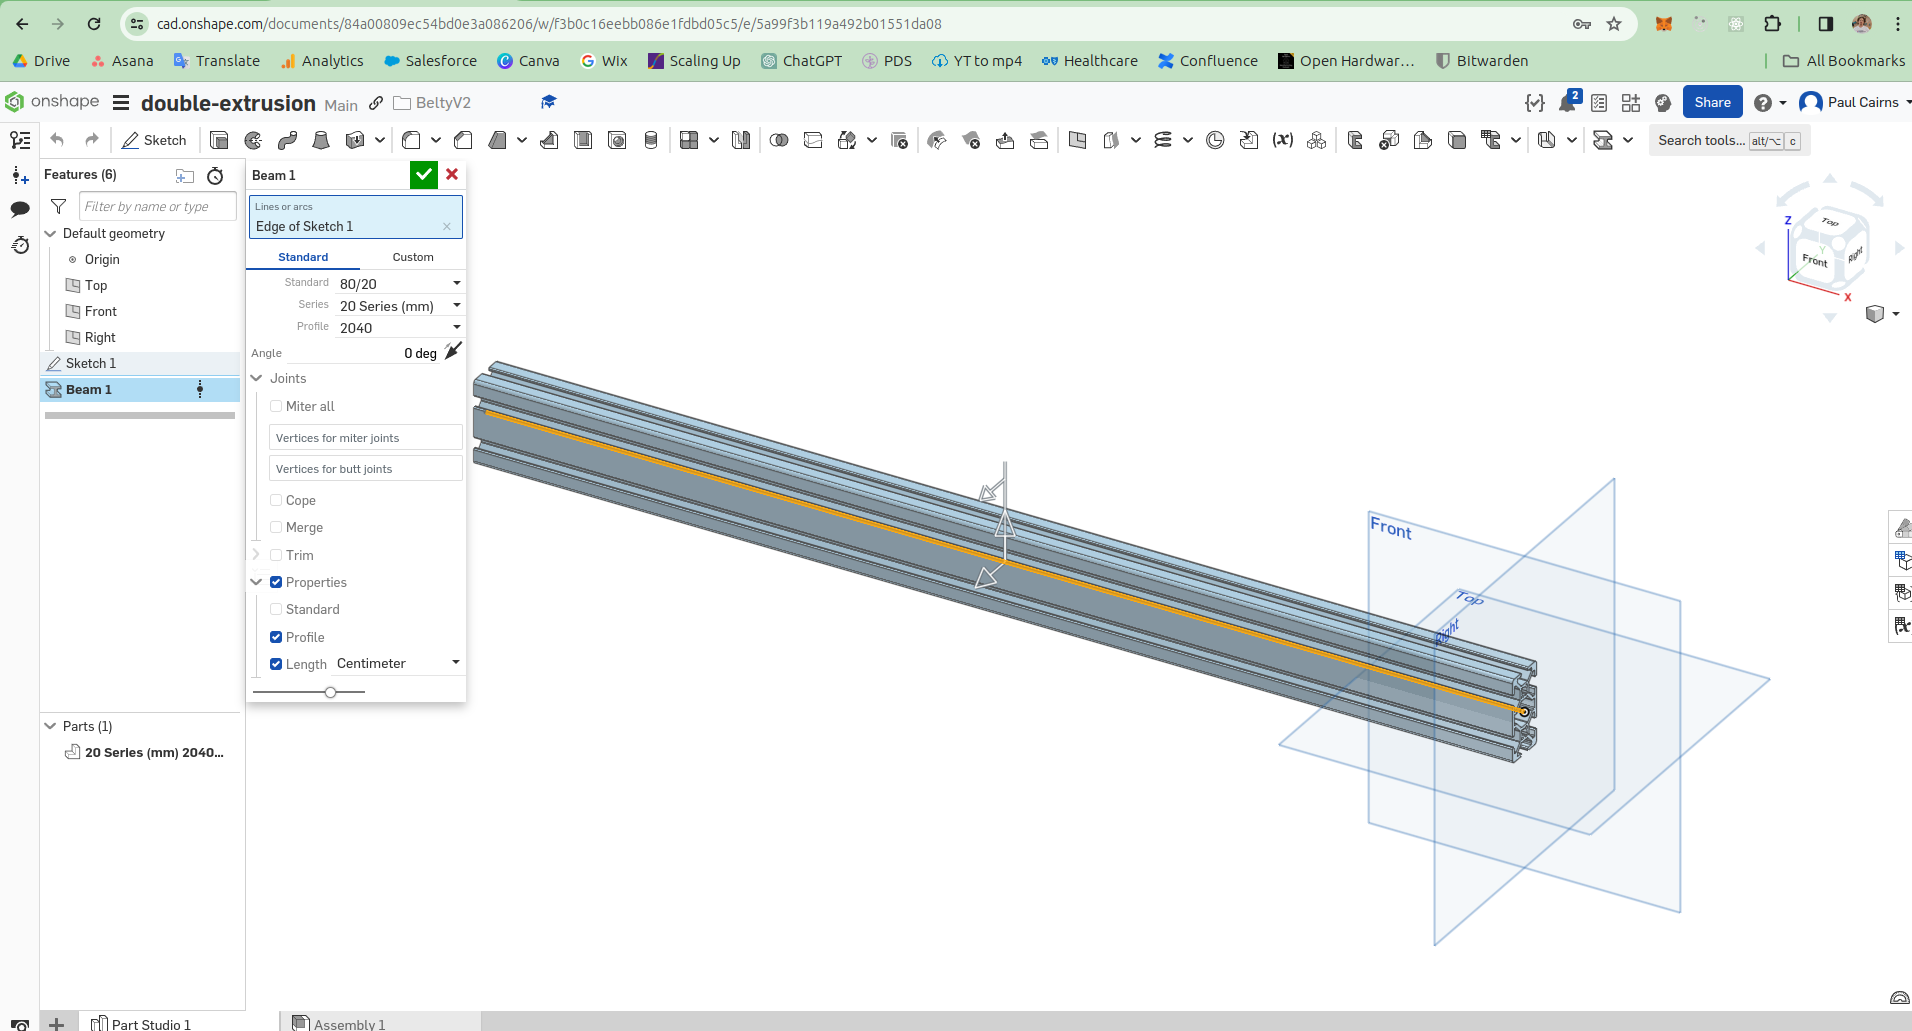 cad.onshape.com/documents/84a00809ec54bd0e3a086206/w/f3b0c16eebb086e1fdbd05c5/e/5a99f3b119a492b01551da08
Drive Asana Translate Analytics Salesforce Canva Wix Scaling Up ChatGPT PDS YT to mp4 Healthcare Confluence Open Hardwar... Bitwarden All Bookmarks
onshape double-extrusion Main BeltyV2 2 Share Paul Cairns
Sketch Search tools... alt/⌥ c
Features (6)
Filter by name or type
Default geometry
Origin
Top
Front
Right
Sketch 1
Beam 1
Parts (1)
20 Series (mm) 2040...
Beam 1
Lines or arcs
Edge of Sketch 1
Standard Custom
Standard 80/20
Series 20 Series (mm)
Profile 2040
Angle 0 deg
Joints
Miter all
Vertices for miter joints
Vertices for butt joints
Cope
Merge
Trim
Properties
Standard
Profile
Length Centimeter
Front
Top
Right
Z
Top
Y
Front
Right
X
Part Studio 1 Assembly 1